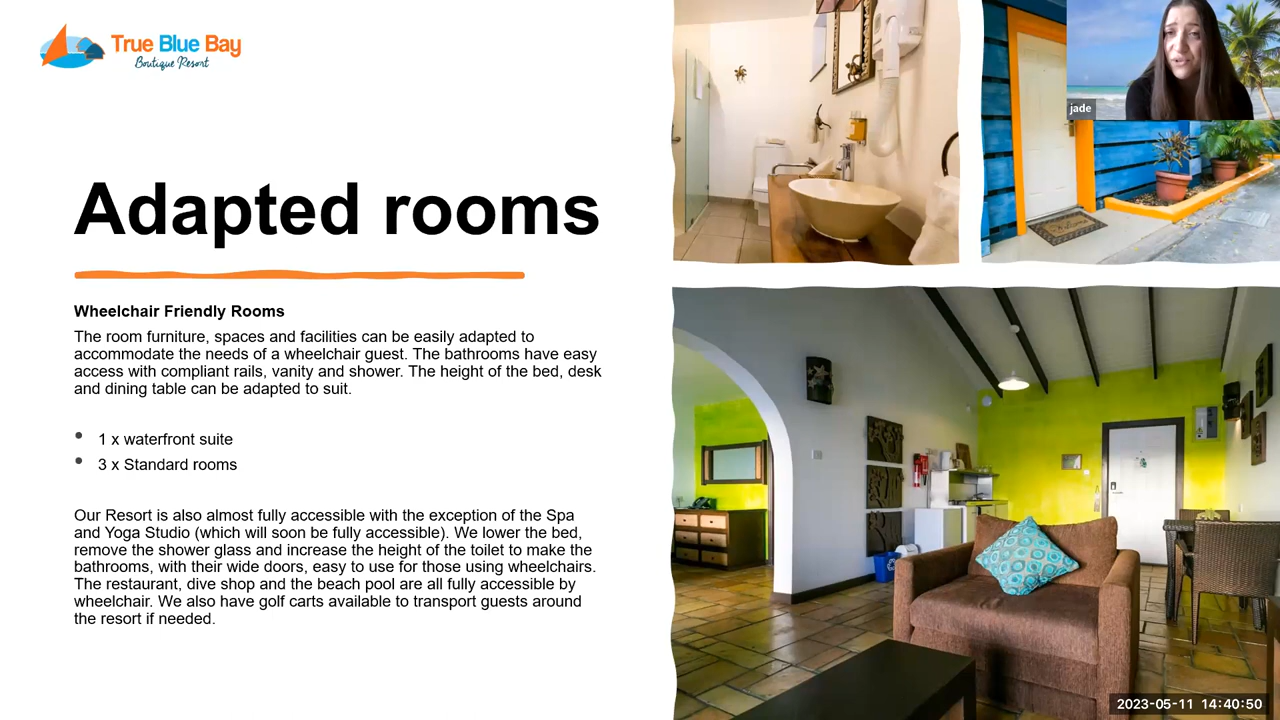 True Blue Bay
Boutique Resort
jade
Adapted rooms
Wheelchair Friendly Rooms
The room furniture, spaces and facilities can be easily adapted to
accommodate the needs of a wheelchair guest. The bathrooms have easy
access with compliant rails, vanity and shower. The height of the bed, desk
and dining table can be adapted to suit.
• 1 x waterfront suite
• 3 x Standard rooms
Our Resort is also almost fully accessible with the exception of the Spa
and Yoga Studio (which will soon be fully accessible). We lower the bed,
remove the shower glass and increase the height of the toilet to make the
bathrooms, with their wide doors, easy to use for those using wheelchairs.
The restaurant, dive shop and the beach pool are all fully accessible by
wheelchair. We also have golf carts available to transport guests around
the resort if needed.
2023-05-11 14:40:50